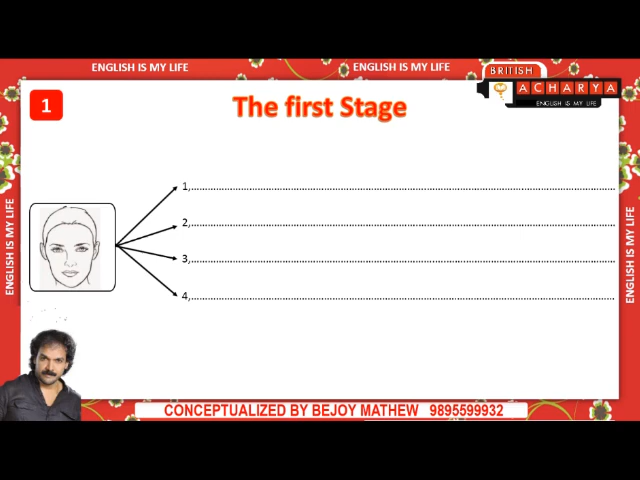 ENGLISH IS MY LIFE
ENGLISH IS MY LIFE
BRITISH
ACHARYA
ENGLISH IS MY LIFE
1
The first Stage
1,
2,
3,
4,
ENGLISH IS MY LIFE
ENGLISH IS MY LIFE
CONCEPTUALIZED BY BEJOY MATHEW 9895599932